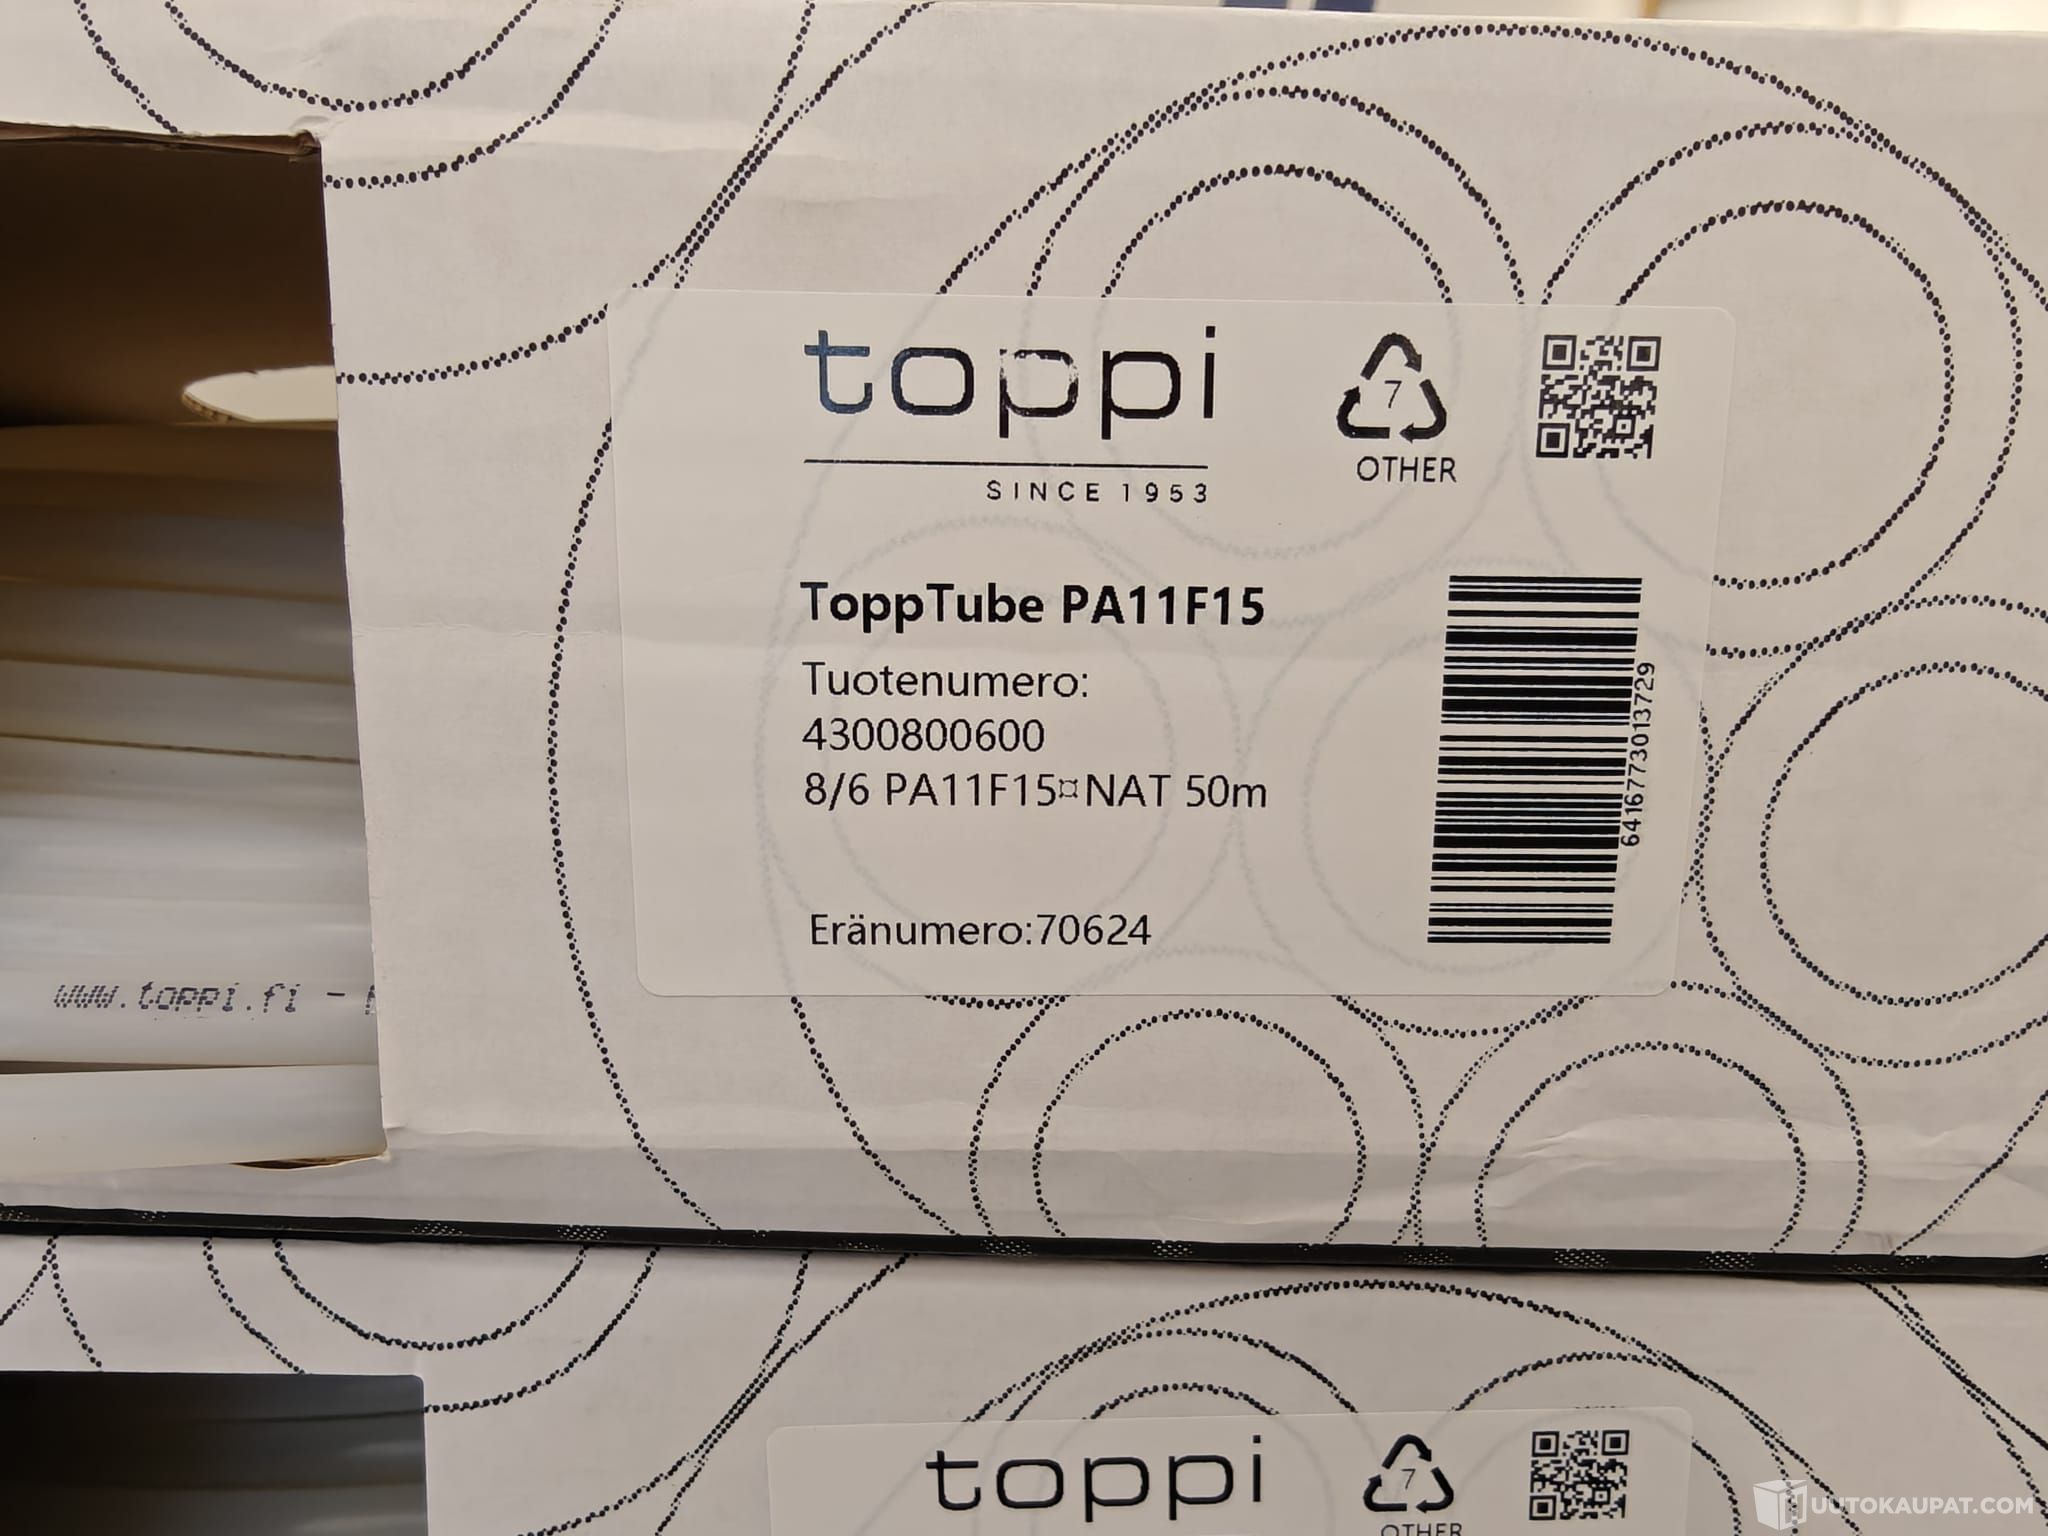 toppi
SINCE 1953
7
OTHER
ToppTube PA11F15
Tuotenumero:
4300800600
8/6 PA11F15¤NAT 50m
Eränumero:70624
6416773013729
www.toppi.fi -
toppi
7
OTHER
UUTOKAUPAT.COM